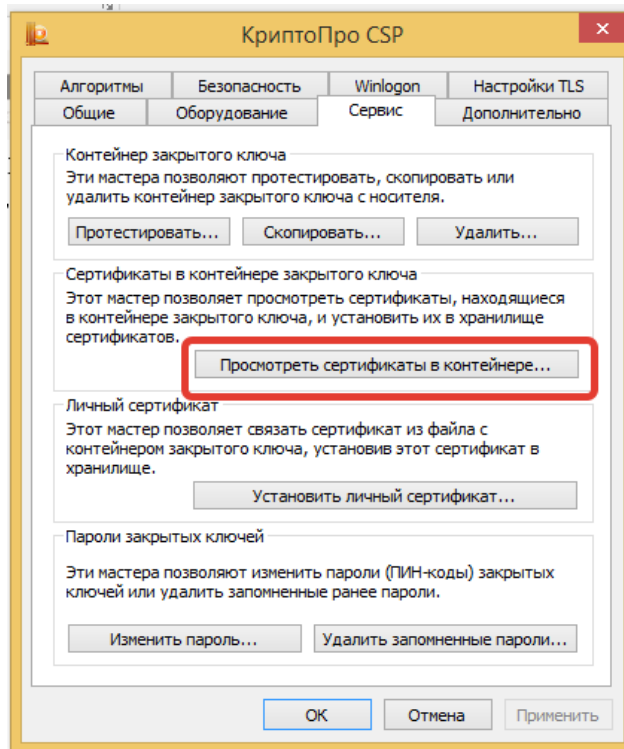 КриптоПро CSP
Алгоритмы Безопасность Winlogon Настройки TLS
Общие Оборудование Сервис Дополнительно
Контейнер закрытого ключа
Эти мастера позволяют протестировать, скопировать или
удалить контейнер закрытого ключа с носителя.
Протестировать... Скопировать... Удалить...
Сертификаты в контейнере закрытого ключа
Этот мастер позволяет просмотреть сертификаты, находящиеся
в контейнере закрытого ключа, и установить их в хранилище
сертификатов.
Просмотреть сертификаты в контейнере...
Личный сертификат
Этот мастер позволяет связать сертификат из файла с
контейнером закрытого ключа, установив этот сертификат в
хранилище.
Установить личный сертификат...
Пароли закрытых ключей
Эти мастера позволяют изменить пароли (ПИН-коды) закрытых
ключей или удалить запомненные ранее пароли.
Изменить пароль... Удалить запомненные пароли...
ОК Отмена Применить